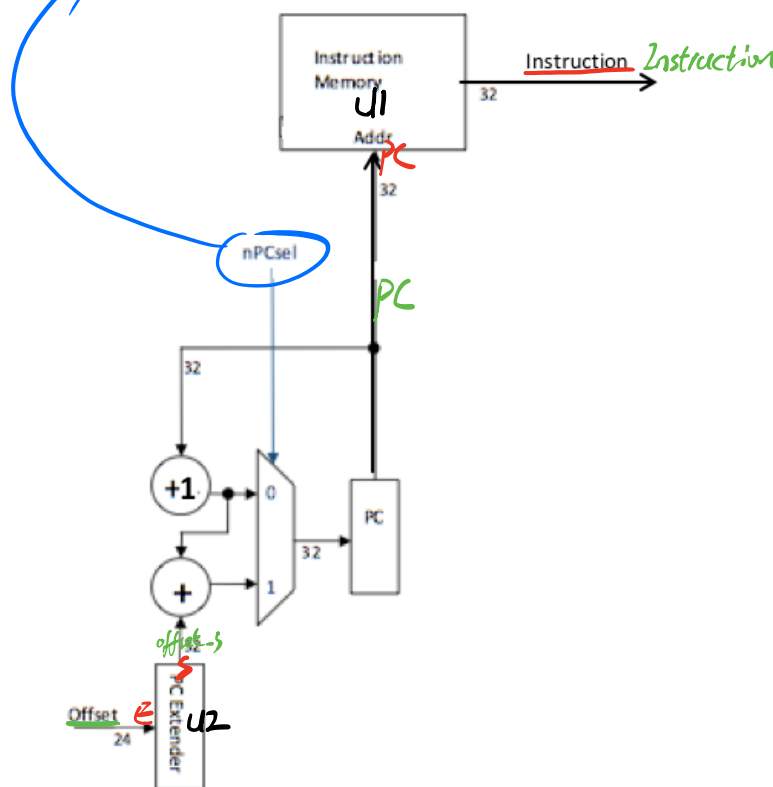 Instruction
Memory
U1
Addr
PC
32
Instruction
Instruction
32
nPCsel
PC
32
+1
0
PC
32
+
1
offset_s
32
S
PC Extender
U2
Offset
E
24